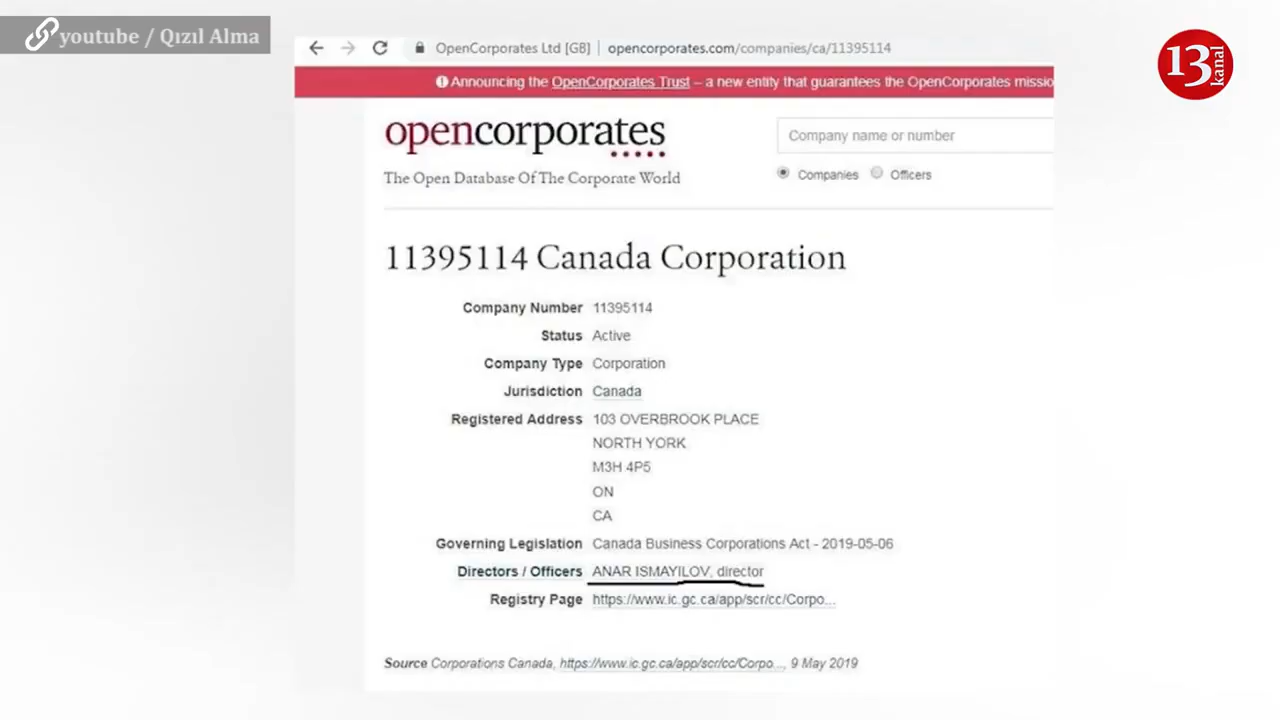 youtube / Qızıl Alma
13 kanal
OpenCorporates Ltd [GB] | opencorporates.com/companies/ca/11395114
Announcing the OpenCorporates Trust – a new entity that guarantees the OpenCorporates missio
opencorporates
The Open Database Of The Corporate World
Company name or number
Companies Officers
11395114 Canada Corporation
Company Number 11395114
Status Active
Company Type Corporation
Jurisdiction Canada
Registered Address 103 OVERBROOK PLACE
NORTH YORK
M3H 4P5
ON
CA
Governing Legislation Canada Business Corporations Act - 2019-05-06
Directors / Officers ANAR ISMAYILOV, director
Registry Page https://www.ic.gc.ca/app/scr/cc/Corpo...
Source Corporations Canada, https://www.ic.gc.ca/app/scr/cc/Corpo..., 9 May 2019